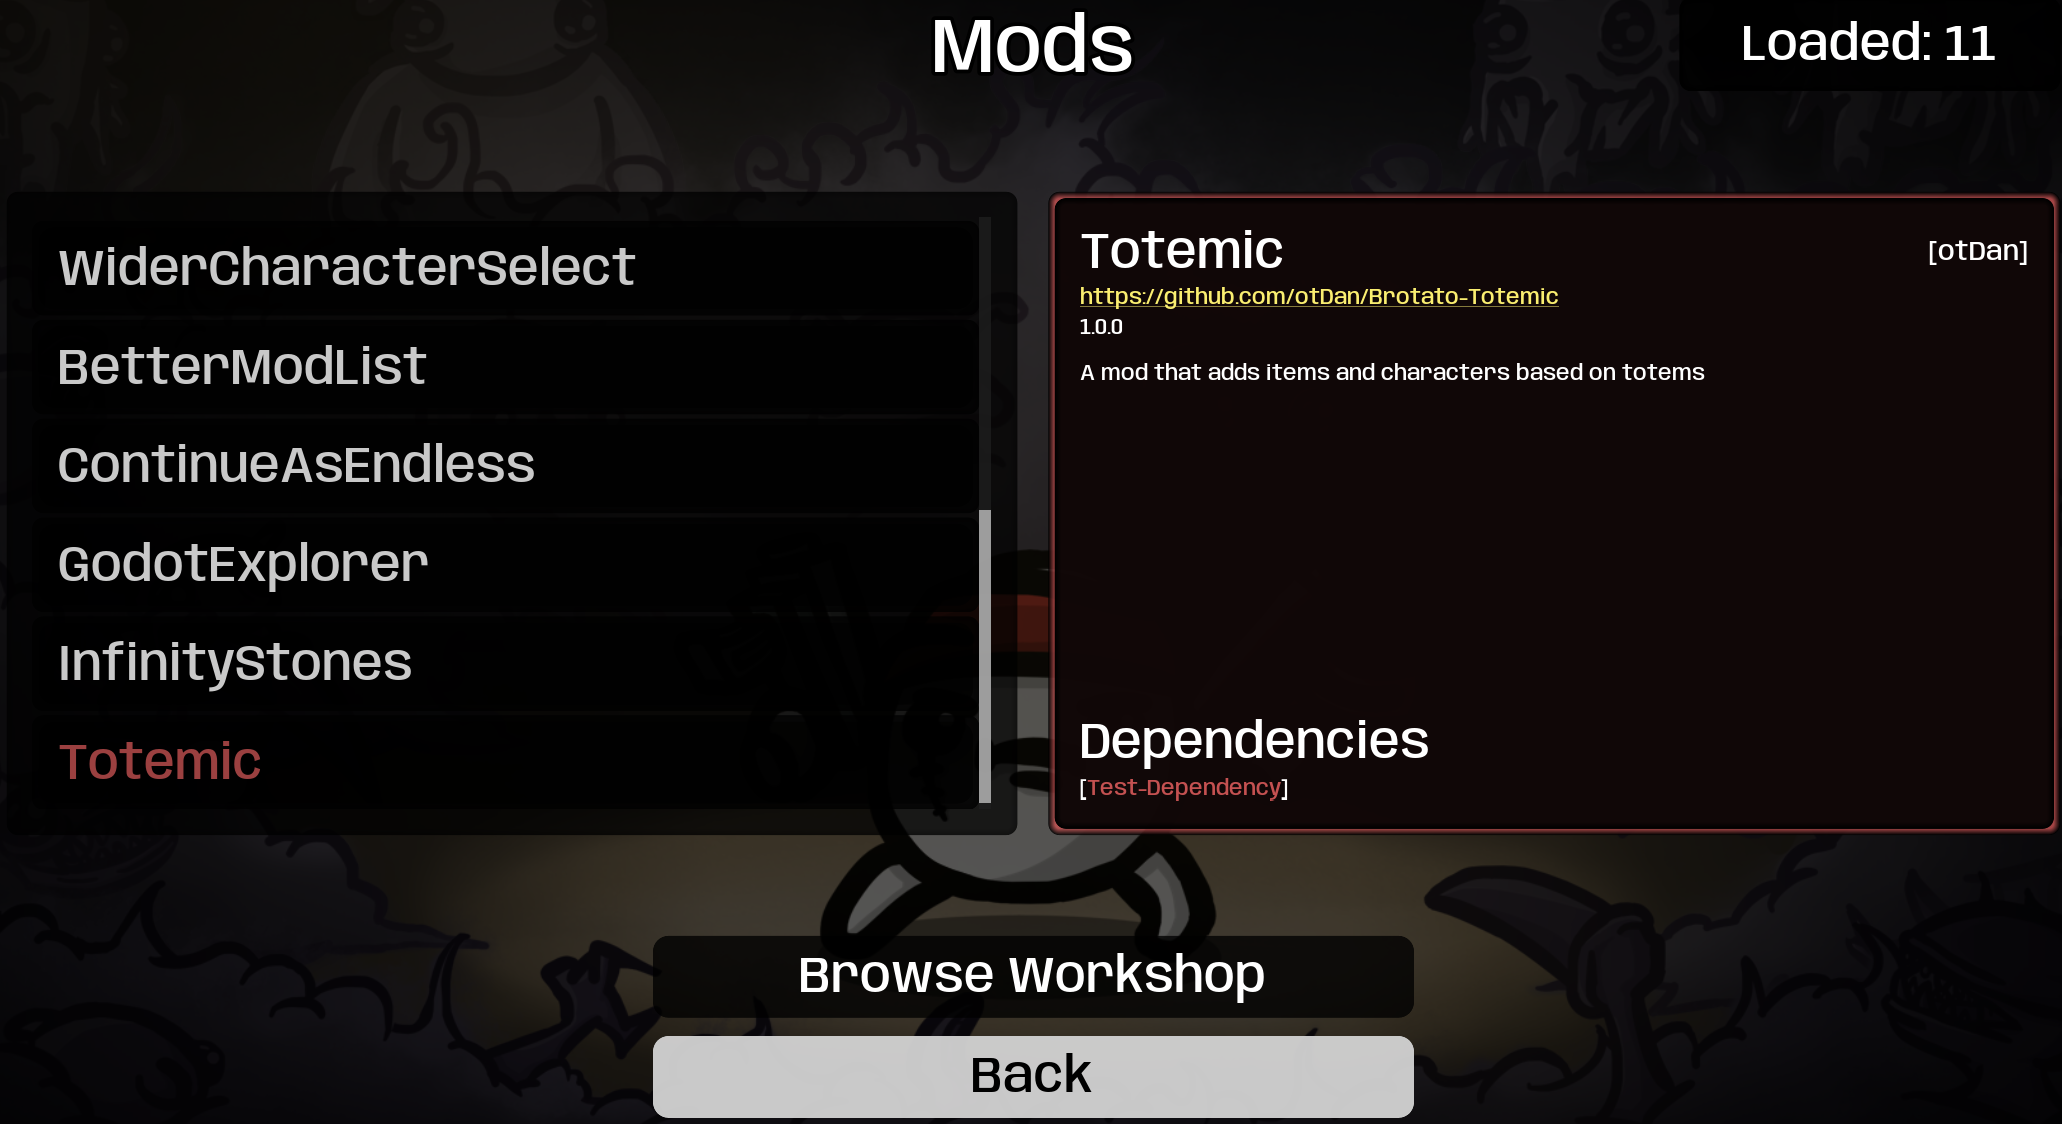 Mods
Loaded: 11
WiderCharacterSelect
BetterModList
ContinueAsEndless
GodotExplorer
InfinityStones
Totemic
Totemic
[otDan]
https://github.com/otDan/Brotato-Totemic
1.0.0
A mod that adds items and characters based on totems
Dependencies
[Test-Dependency]
Browse Workshop
Back